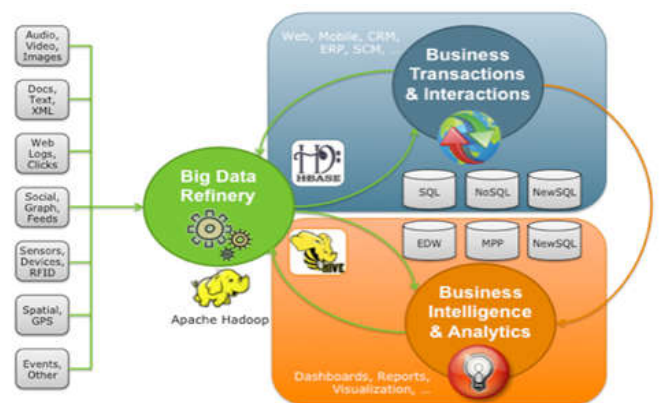 Audio,
Video,
Images
Docs,
Text,
XML
Web
Logs,
Clicks
Social,
Graph,
Feeds
Sensors,
Devices,
RFID
Spatial,
GPS
Events,
Other
Big Data
Refinery
Apache Hadoop
Web, Mobile, CRM,
ERP, SCM, ...
Business
Transactions
& Interactions
HBASE
SQL
NoSQL
NewSQL
HIVE
EDW
MPP
NewSQL
Business
Intelligence
& Analytics
Dashboards, Reports,
Visualization, ...